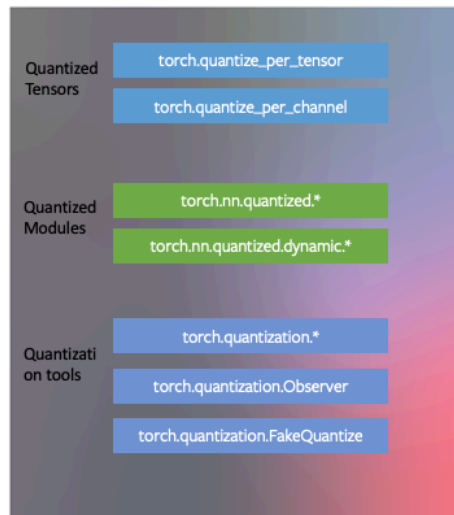 Quantized
Tensors
torch.quantize_per_tensor
torch.quantize_per_channel
Quantized
Modules
torch.nn.quantized.*
torch.nn.quantized.dynamic.*
Quantizati
on tools
torch.quantization.*
torch.quantization.Observer
torch.quantization.FakeQuantize